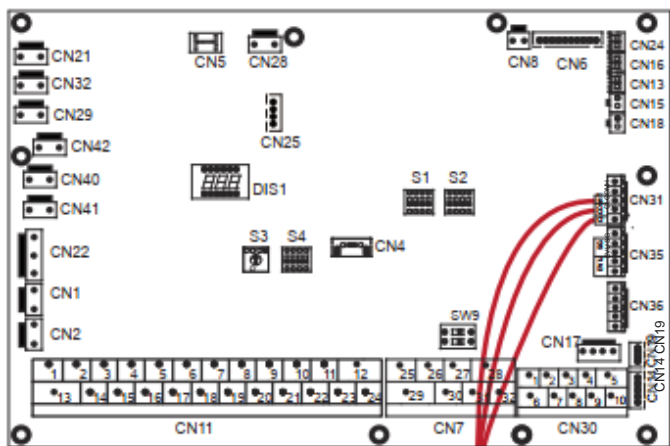 CN21
CN32
CN29
CN42
CN40
CN41
CN22
CN1
CN2
CN5
CN28
CN25
DIS1
S1 S2
S3 S4
CN4
SW9
CN8 CN6
CN24
CN16
CN13
CN15
CN18
CN31
CN35
CN36
CN17
CN19
CN14
1 2 3 4 5 6 7 8 9 10 11 12
13 14 15 16 17 18 19 20 21 22 23 24
CN11
25 26 27 28
29 30 31 32
CN7
1 2 3 4 5
6 7 8 9 10
CN30